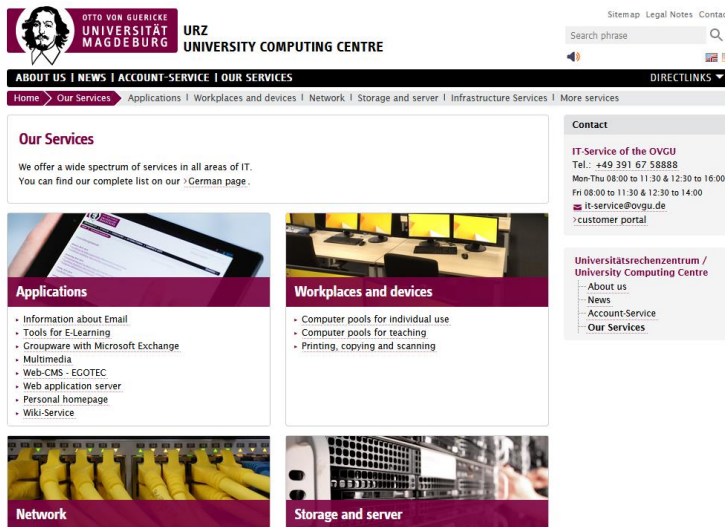 Sitemap Legal Notes Contac
OTTO VON GUERICKE
UNIVERSITÄT
MAGDEBURG
URZ
UNIVERSITY COMPUTING CENTRE
Search phrase
ABOUT US | NEWS | ACCOUNT-SERVICE | OUR SERVICES
DIRECTLINKS
Home Our Services Applications | Workplaces and devices | Network | Storage and server | Infrastructure Services | More services
Our Services
We offer a wide spectrum of services in all areas of IT.
You can find our complete list on our >German page.
Applications
Information about Email
Tools for E-Learning
Groupware with Microsoft Exchange
Multimedia
Web-CMS - EGOTEC
Web application server
Personal homepage
Wiki-Service
Workplaces and devices
Computer pools for individual use
Computer pools for teaching
Printing, copying and scanning
Network
Storage and server
Contact
IT-Service of the OVGU
Tel.: +49 391 67 58888
Mon-Thu 08:00 to 11:30 & 12:30 to 16:00
Fri 08:00 to 11:30 & 12:30 to 14:00
it-service@ovgu.de
>customer portal
Universitätsrechenzentrum /
University Computing Centre
About us
News
Account-Service
Our Services